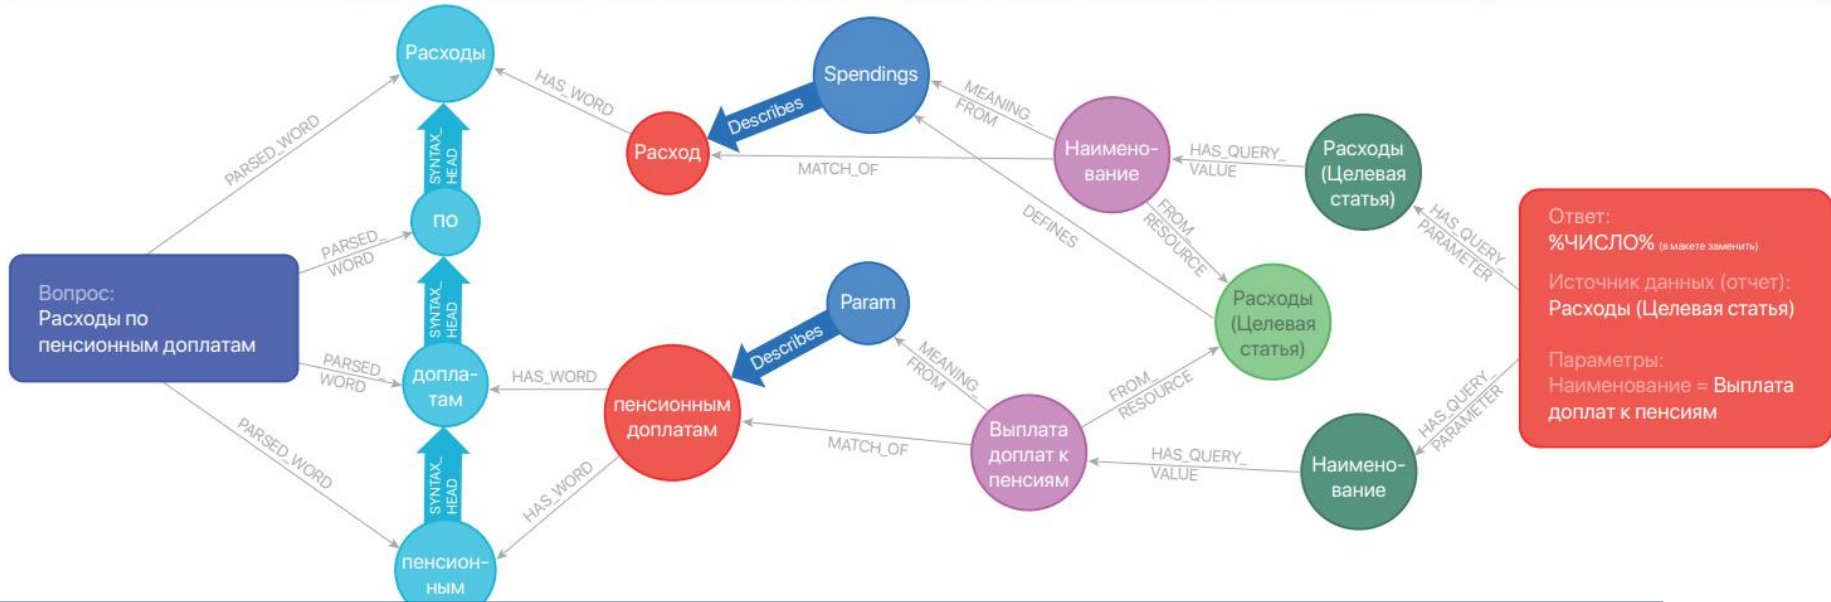 Вопрос:
Расходы по
пенсионным доплатам
PARSED_WORD
PARSED_
WORD
PARSED_
WORD
PARSED_WORD
Расходы
SYNTAX_
HEAD
по
SYNTAX_
HEAD
допла-
там
SYNTAX_
HEAD
пенсион-
ным
HAS_WORD
HAS_WORD
HAS_WORD
Расход
Describes
Spendings
пенсионным
доплатам
Describes
Param
MEANING_
FROM
MATCH_OF
DEFINES
MEANING_
FROM
MATCH_OF
Наимено-
вание
FROM_
RESOURCE
Выплата
доплат к
пенсиям
FROM_
RESOURCE
HAS_QUERY_
VALUE
Расходы
(Целевая
статья)
Расходы
(Целевая
статья)
HAS_QUERY_
VALUE
Наимено-
вание
HAS_QUERY_
PARAMETER
HAS_QUERY_
PARAMETER
Ответ:
%ЧИСЛО% (в макете заменить)
Источник данных (отчет):
Расходы (Целевая статья)
Параметры:
Наименование = Выплата
доплат к пенсиям